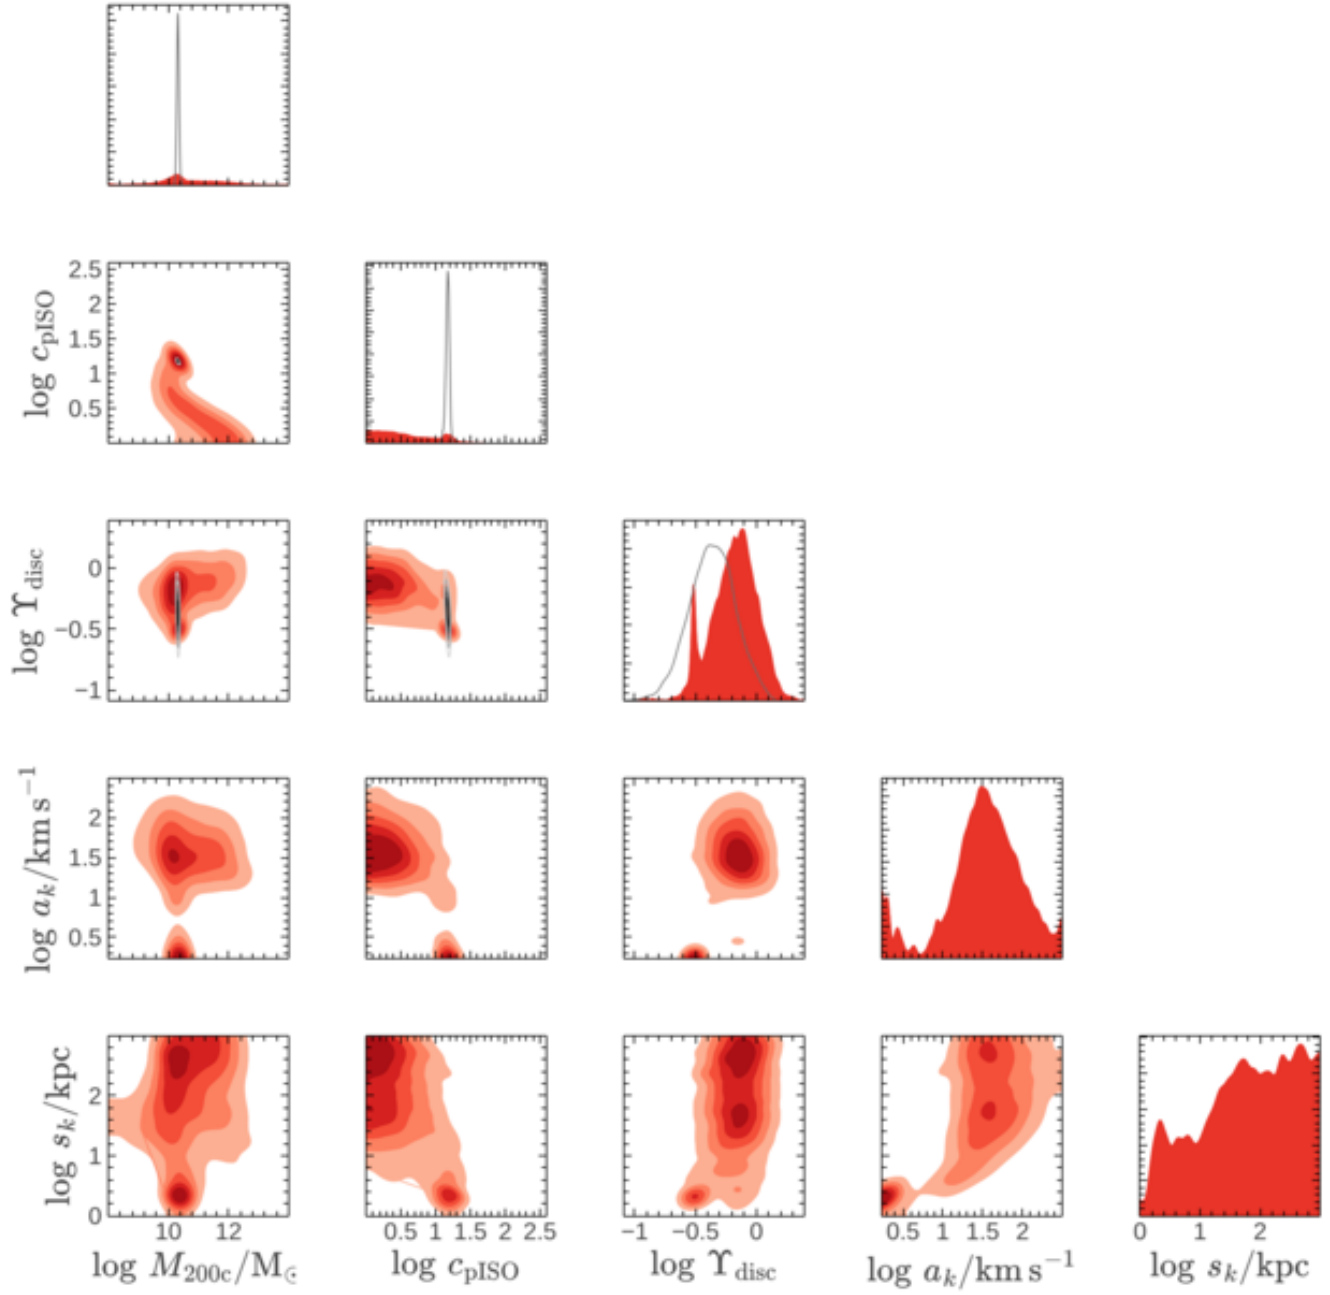 2.5
2
1.5
1
0.5
log c_pISO
0
−0.5
−1
log ϒ_disc
2
1.5
1
0.5
log a_k/km s^−1
2
1
0
log s_k/kpc
10 12
0.5 1 1.5 2 2.5
−1 −0.5 0
0.5 1 1.5 2
0 1 2
log M_200c/M_⊙
log c_pISO
log ϒ_disc
log a_k/km s^−1
log s_k/kpc